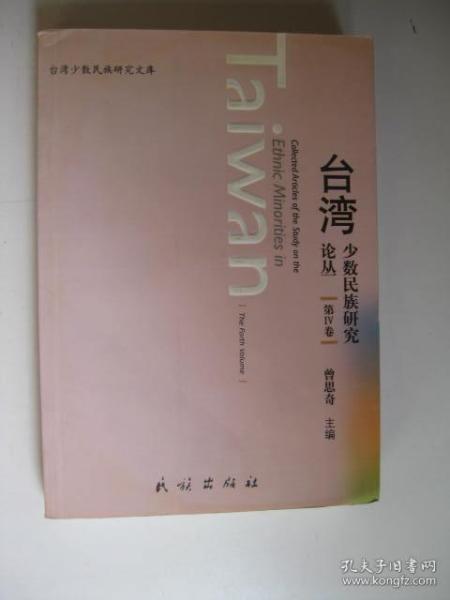 台湾少数民族研究文库
Taiwan
Collected Articles of the Study on the
Ethnic Minorities in
[ The Forth Volume ]
台湾
少数民族研究
论丛
第IV卷
曾思奇 主编
民族出版社
孔夫子旧书网
www.kongfz.com